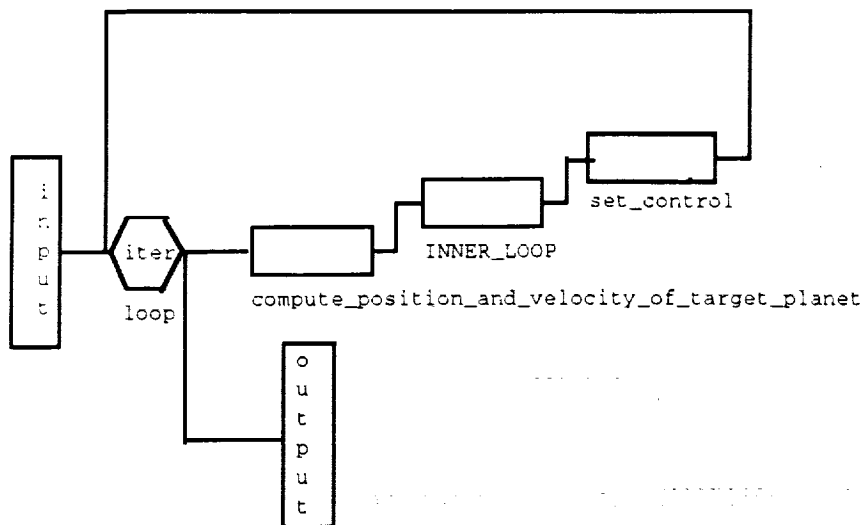 input
iter
loop
compute_position_and_velocity_of_target_planet
INNER_LOOP
set_control
output